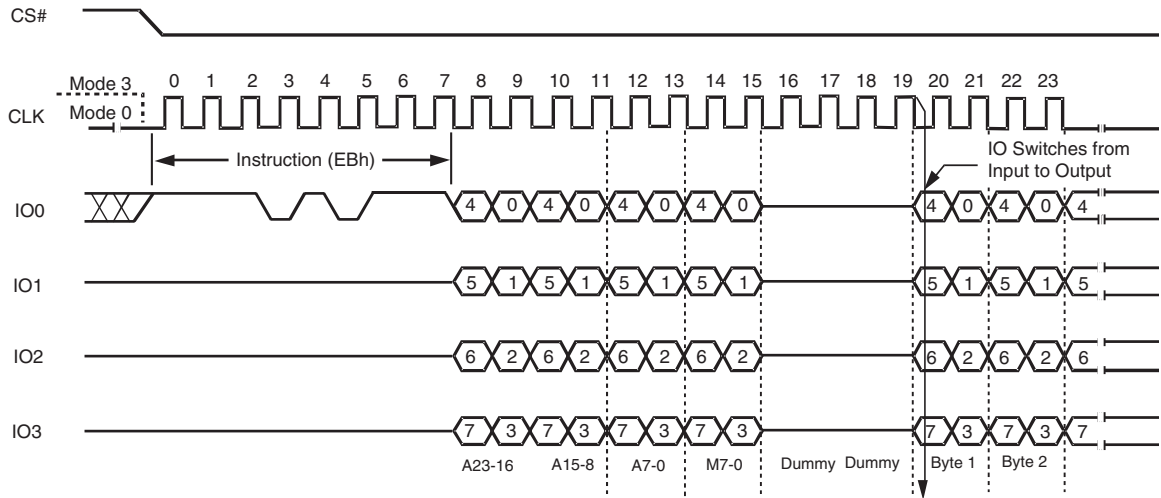 CS#
Mode 3 0 1 2 3 4 5 6 7 8 9 10 11 12 13 14 15 16 17 18 19 20 21 22 23
CLK Mode 0
Instruction (EBh)
IO Switches from
Input to Output
IO0 4 0 4 0 4 0 4 0 4 0 4 0 4
IO1 5 1 5 1 5 1 5 1 5 1 5 1 5
IO2 6 2 6 2 6 2 6 2 6 2 6 2 6
IO3 7 3 7 3 7 3 7 3 7 3 7 3 7
A23-16 A15-8 A7-0 M7-0 Dummy Dummy Byte 1 Byte 2